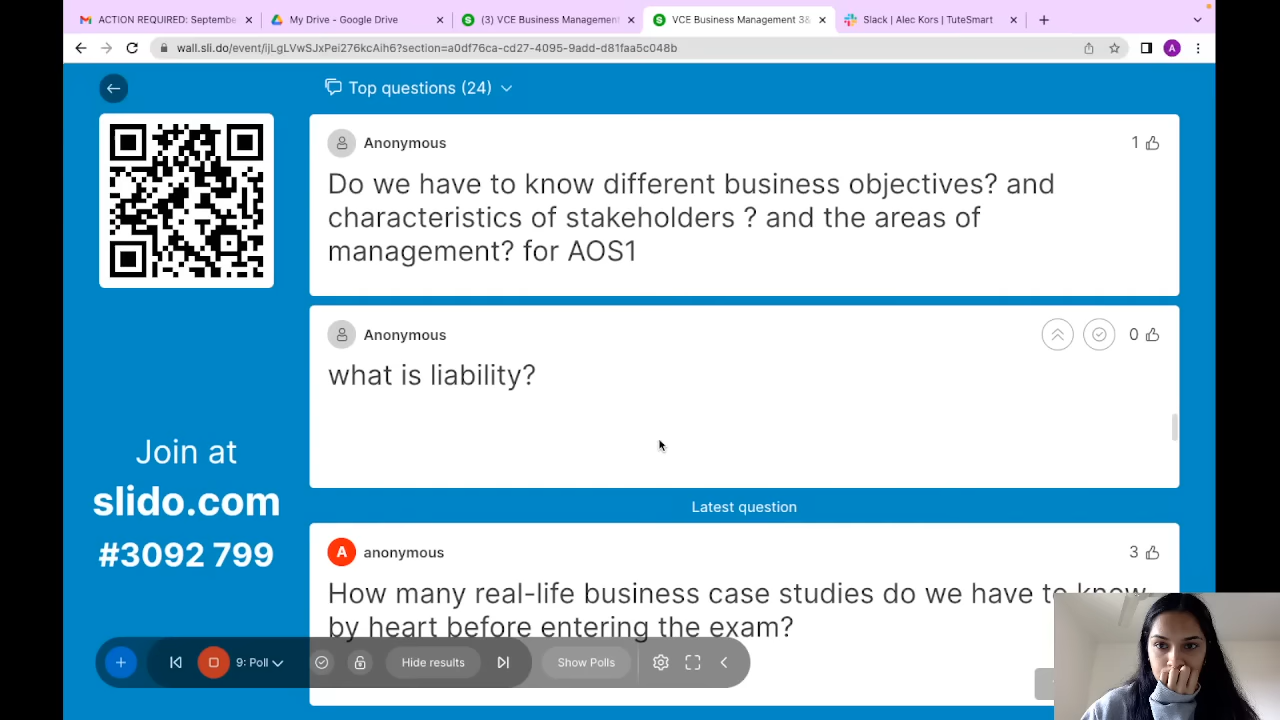 ACTION REQUIRED: Septembe
My Drive - Google Drive
(3) VCE Business Management
VCE Business Management 3&
Slack | Alec Kors | TuteSmart
wall.sli.do/event/ijLgLVwSJxPei276kcAih6?section=a0df76ca-cd27-4095-9add-d81faa5c048b
A
Top questions (24)
Anonymous
1
Do we have to know different business objectives? and
characteristics of stakeholders ? and the areas of
management? for AOS1
Anonymous
0
what is liability?
Join at
slido.com
#3092 799
Latest question
A
anonymous
3
How many real-life business case studies do we have to know
by heart before entering the exam?
9: Poll
Hide results
Show Polls